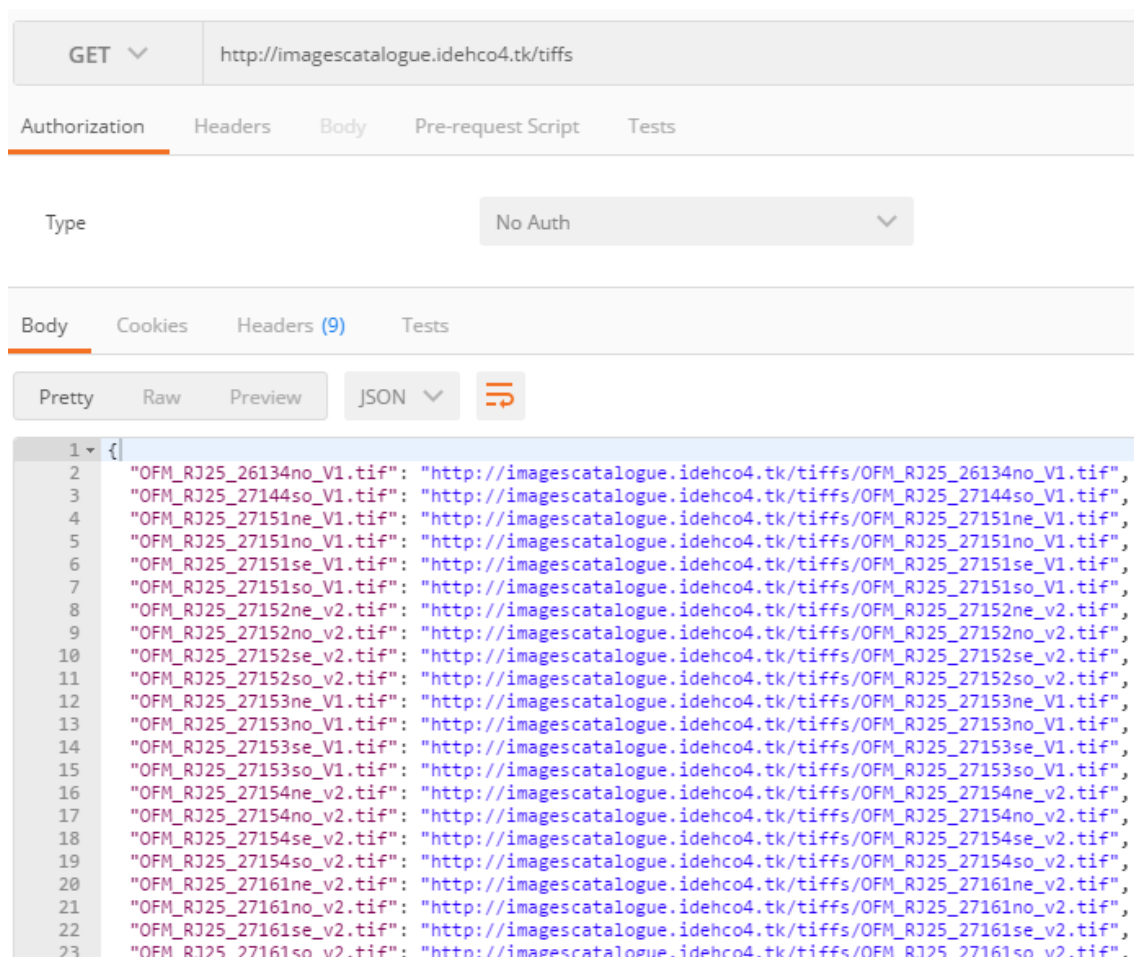 GET http://imagescatalogue.idehco4.tk/tiffs
Authorization Headers Body Pre-request Script Tests
Type No Auth
Body Cookies Headers (9) Tests
Pretty Raw Preview JSON
1 {
2 "OFM_RJ25_26134no_V1.tif": "http://imagescatalogue.idehco4.tk/tiffs/OFM_RJ25_26134no_V1.tif",
3 "OFM_RJ25_27144so_V1.tif": "http://imagescatalogue.idehco4.tk/tiffs/OFM_RJ25_27144so_V1.tif",
4 "OFM_RJ25_27151ne_V1.tif": "http://imagescatalogue.idehco4.tk/tiffs/OFM_RJ25_27151ne_V1.tif",
5 "OFM_RJ25_27151no_V1.tif": "http://imagescatalogue.idehco4.tk/tiffs/OFM_RJ25_27151no_V1.tif",
6 "OFM_RJ25_27151se_V1.tif": "http://imagescatalogue.idehco4.tk/tiffs/OFM_RJ25_27151se_V1.tif",
7 "OFM_RJ25_27151so_V1.tif": "http://imagescatalogue.idehco4.tk/tiffs/OFM_RJ25_27151so_V1.tif",
8 "OFM_RJ25_27152ne_v2.tif": "http://imagescatalogue.idehco4.tk/tiffs/OFM_RJ25_27152ne_v2.tif",
9 "OFM_RJ25_27152no_v2.tif": "http://imagescatalogue.idehco4.tk/tiffs/OFM_RJ25_27152no_v2.tif",
10 "OFM_RJ25_27152se_v2.tif": "http://imagescatalogue.idehco4.tk/tiffs/OFM_RJ25_27152se_v2.tif",
11 "OFM_RJ25_27152so_v2.tif": "http://imagescatalogue.idehco4.tk/tiffs/OFM_RJ25_27152so_v2.tif",
12 "OFM_RJ25_27153ne_V1.tif": "http://imagescatalogue.idehco4.tk/tiffs/OFM_RJ25_27153ne_V1.tif",
13 "OFM_RJ25_27153no_V1.tif": "http://imagescatalogue.idehco4.tk/tiffs/OFM_RJ25_27153no_V1.tif",
14 "OFM_RJ25_27153se_V1.tif": "http://imagescatalogue.idehco4.tk/tiffs/OFM_RJ25_27153se_V1.tif",
15 "OFM_RJ25_27153so_V1.tif": "http://imagescatalogue.idehco4.tk/tiffs/OFM_RJ25_27153so_V1.tif",
16 "OFM_RJ25_27154ne_v2.tif": "http://imagescatalogue.idehco4.tk/tiffs/OFM_RJ25_27154ne_v2.tif",
17 "OFM_RJ25_27154no_v2.tif": "http://imagescatalogue.idehco4.tk/tiffs/OFM_RJ25_27154no_v2.tif",
18 "OFM_RJ25_27154se_v2.tif": "http://imagescatalogue.idehco4.tk/tiffs/OFM_RJ25_27154se_v2.tif",
19 "OFM_RJ25_27154so_v2.tif": "http://imagescatalogue.idehco4.tk/tiffs/OFM_RJ25_27154so_v2.tif",
20 "OFM_RJ25_27161ne_v2.tif": "http://imagescatalogue.idehco4.tk/tiffs/OFM_RJ25_27161ne_v2.tif",
21 "OFM_RJ25_27161no_v2.tif": "http://imagescatalogue.idehco4.tk/tiffs/OFM_RJ25_27161no_v2.tif",
22 "OFM_RJ25_27161se_v2.tif": "http://imagescatalogue.idehco4.tk/tiffs/OFM_RJ25_27161se_v2.tif",
23 "OFM_RJ25_27161so_v2.tif": "http://imagescatalogue.idehco4.tk/tiffs/OFM_RJ25_27161so_v2.tif",